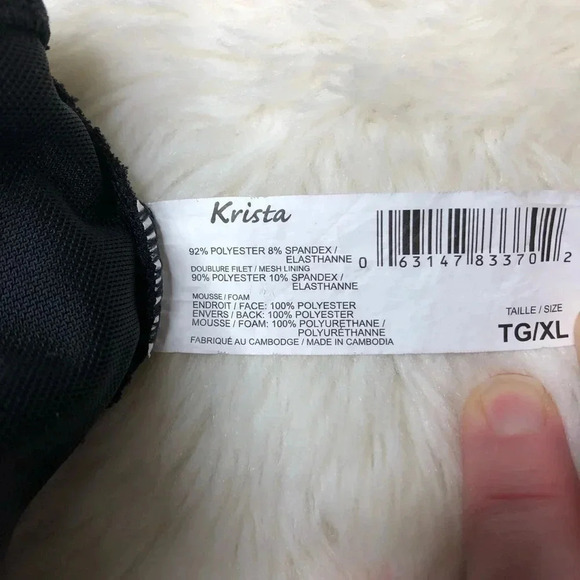 Krista
92% POLYESTER 8% SPANDEX /
ELASTHANNE
DOUBLURE FILET / MESH LINING
90% POLYESTER 10% SPANDEX /
ELASTHANNE
MOUSSE / FOAM
ENDROIT / FACE: 100% POLYESTER
ENVERS / BACK: 100% POLYESTER
MOUSSE / FOAM: 100% POLYURETHANE /
POLYURÉTHANNE
FABRIQUÉ AU CAMBODGE / MADE IN CAMBODIA
0 63147 83370 2
TAILLE / SIZE
TG/XL